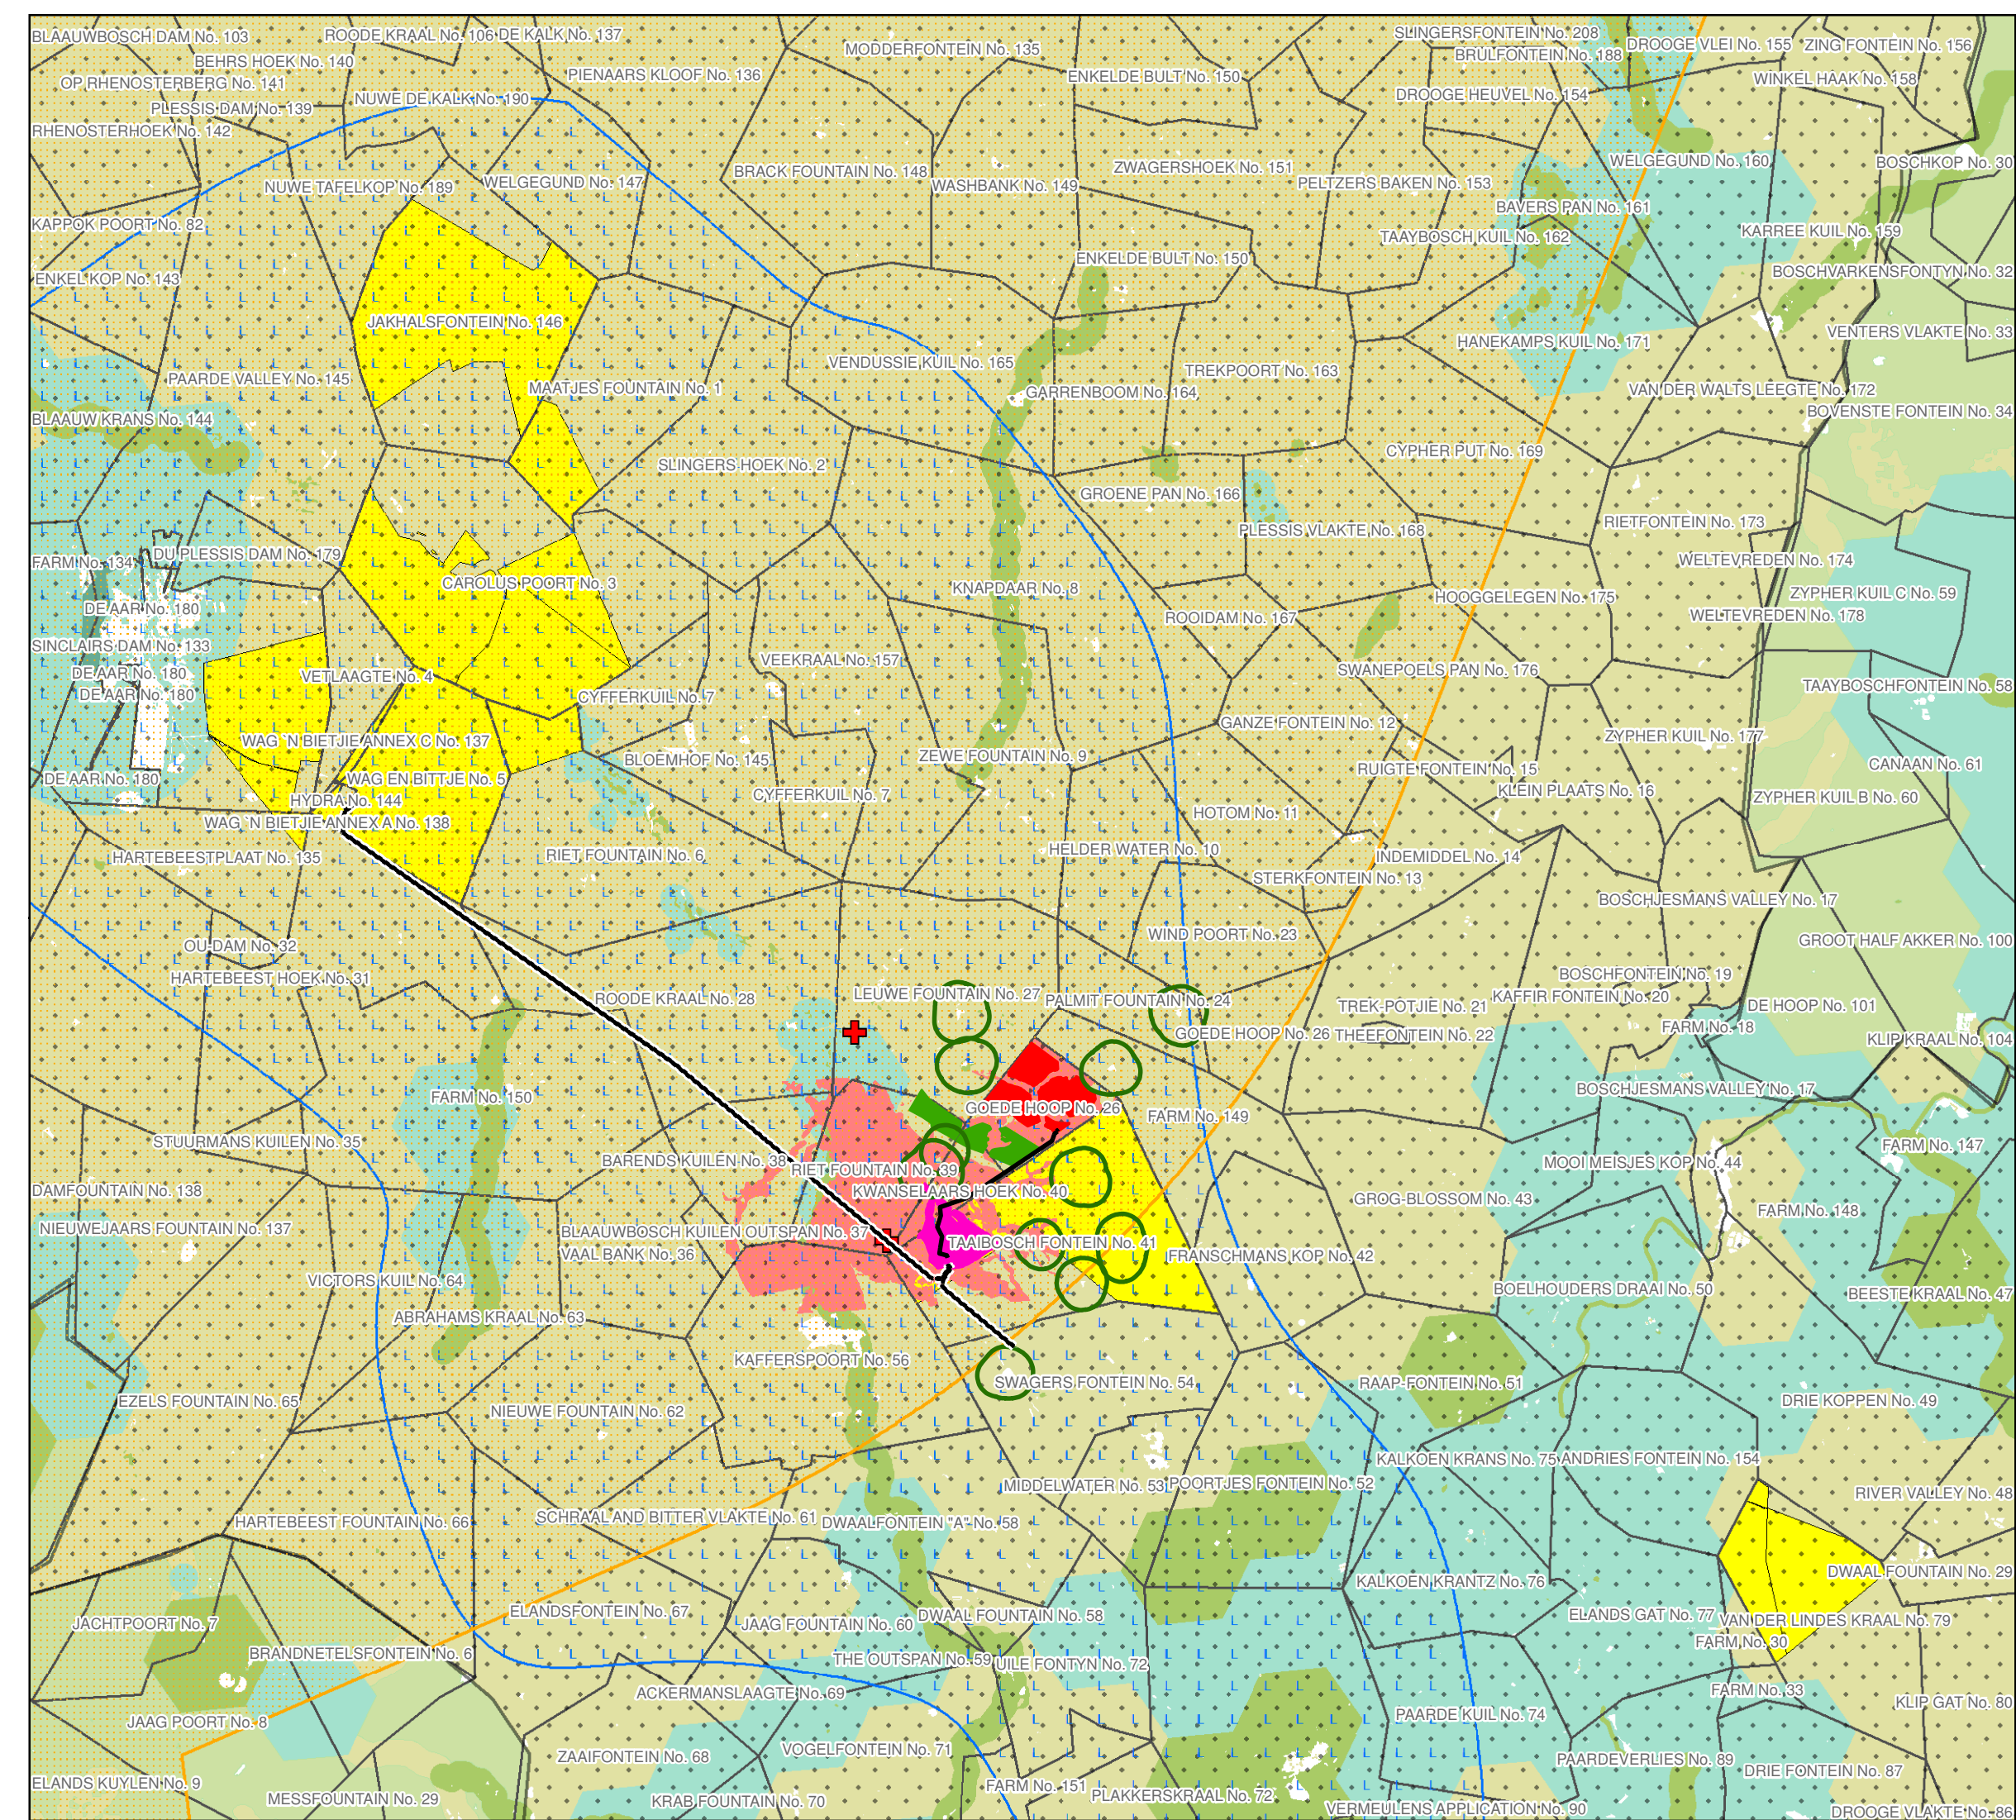 BLAAUWBOSCH DAM No. 103
ROODE KRAAL No. 106
DE KALK No. 137
SLINGERSFONTEIN No. 208
DROOGE VLEI No. 155
ZING FONTEIN No. 156
MODDERFONTEIN No. 135
BRULFONTEIN No. 188
BEHRS HOEK No. 140
PIENAARS KLOOF No. 136
ENKELDE BULT No. 150
WINKEL HAAK No. 158
OP RHENOSTERBERG No. 141
NUWE DE KALK No. 190
DROOGE HEUVEL No. 154
PLESSIS DAM No. 139
RHENOSTERHOEK No. 142
WELGEGUND No. 160
BOSCHKOP No. 30
BRACK FOUNTAIN No. 148
ZWAGERSHOEK No. 151
NUWE TAFELKOP No. 189
WELGEGUND No. 147
WASHBANK No. 149
PELTZERS BAKEN No. 153
BAVERS PAN No. 161
KAPPOK POORT No. 82
TAAYBOSCH KUIL No. 162
KARREE KUIL No. 159
ENKEL KOP No. 143
ENKELDE BULT No. 150
BOSCHVARKENSFONTYN No. 32
JAKHALSFONTEIN No. 146
VENTERS VLAKTE No. 33
HANEKAMPS KUIL No. 171
VENDUSSIE KUIL No. 165
TREKPOORT No. 163
PAARDE VALLEY No. 145
MAATJES FOUNTAIN No. 1
GARRENBOOM No. 164
VAN DER WALTS LEEGTE No. 172
BLAAUW KRANS No. 144
BOVENSTE FONTEIN No. 34
SLINGERS HOEK No. 2
CYPHER PUT No. 169
GROENE PAN No. 166
PLESSIS VLAKTE No. 168
RIETFONTEIN No. 173
FARM No. 134
DU PLESSIS DAM No. 179
CAROLUS POORT No. 3
KNAPDAAR No. 8
WELTEVREDEN No. 174
DE AAR No. 180
HOOGGELEGEN No. 175
ZYPHER KUIL C No. 59
ROOIDAM No. 167
WELTEVREDEN No. 178
SINCLAIRS DAM No. 133
VEEKRAAL No. 157
DE AAR No. 180
VETLAAGTE No. 4
SWANEPOELS PAN No. 176
TAAYBOSCHFONTEIN No. 58
DE AAR No. 180
CYFFERKUIL No. 7
GANZE FONTEIN No. 12
WAG `N BIETJIE ANNEX C No. 137
ZYPHER KUIL No. 177
BLOEMHOF No. 145
ZEWE FOUNTAIN No. 9
CANAAN No. 61
DE AAR No. 180
WAG EN BITTJE No. 5
RUIGTE FONTEIN No. 15
HYDRA No. 144
CYFFERKUIL No. 7
KLEIN PLAATS No. 16
ZYPHER KUIL B No. 60
WAG `N BIETJIE ANNEX A No. 138
HOTOM No. 11
HARTEBEESTPLAAT No. 135
RIET FOUNTAIN No. 6
HELDER WATER No. 10
INDEMIDDEL No. 14
STERKFONTEIN No. 13
BOSCHJESMANS VALLEY No. 17
OU DAM No. 32
WIND POORT No. 23
GROOT HALF AKKER No. 100
HARTEBEEST HOEK No. 31
ROODE KRAAL No. 28
LEUWE FOUNTAIN No. 27
PALMIT FOUNTAIN No. 24
BOSCHFONTEIN No. 19
TREK-POTJIE No. 21
KAFFIR FONTEIN No. 20
DE HOOP No. 101
GOEDE HOOP No. 26
THEEFONTEIN No. 22
FARM No. 18
KLIP KRAAL No. 104
FARM No. 150
BOSCHJESMANS VALLEY No. 17
GOEDE HOOP No. 26
FARM No. 149
STUURMANS KUILEN No. 35
BARENDS KUILEN No. 38
RIET FOUNTAIN No. 39
MOOI MEISJES KOP No. 44
FARM No. 147
DAMFOUNTAIN No. 138
KWANSELAARS HOEK No. 40
GROG-BLOSSOM No. 43
FARM No. 148
NIEUWEJAARS FOUNTAIN No. 137
BLAAUWBOSCH KUILEN OUTSPAN No. 37
TAAIBOSCH FONTEIN No. 41
VAAL BANK No. 36
FRANSCHMANS KOP No. 42
VICTORS KUIL No. 64
BOELHOUDERS DRAAI No. 50
BEESTE KRAAL No. 47
ABRAHAMS KRAAL No. 63
KAFFERSPOORT No. 56
SWAGERS FONTEIN No. 54
RAAP-FONTEIN No. 51
EZELS FOUNTAIN No. 65
NIEUWE FOUNTAIN No. 62
DRIE KOPPEN No. 49
MIDDELWATER No. 53
POORTJES FONTEIN No. 52
KALKOEN KRANS No. 75
ANDRIES FONTEIN No. 154
RIVER VALLEY No. 48
HARTEBEEST FOUNTAIN No. 66
SCHRAAL AND BITTER VLAKTE No. 61
DWAALFONTEIN "A" No. 58
DWAAL FOUNTAIN No. 29
KALKOEN KRANTZ No. 76
JACHTPOORT No. 7
ELANDSFONTEIN No. 67
JAAG FOUNTAIN No. 60
DWAAL FOUNTAIN No. 58
ELANDS GAT No. 77
VAN DER LINDES KRAAL No. 79
BRANDNETELSFONTEIN No. 6
THE OUTSPAN No. 59
UILE FONTYN No. 72
FARM No. 30
ACKERMANSLAAGTE No. 69
FARM No. 33
KLIP GAT No. 80
JAAG POORT No. 8
PAARDE KUIL No. 74
ZAAIFONTEIN No. 68
VOGELFONTEIN No. 71
PAARDEVERLIES No. 89
DRIE FONTEIN No. 87
ELANDS KUYLEN No. 9
FARM No. 151
PLAKKERSKRAAL No. 72
MESSFOUNTAIN No. 29
KRAB FOUNTAIN No. 70
VERMEULENS APPLICATION No. 90
DROOGE VLAKTE No.